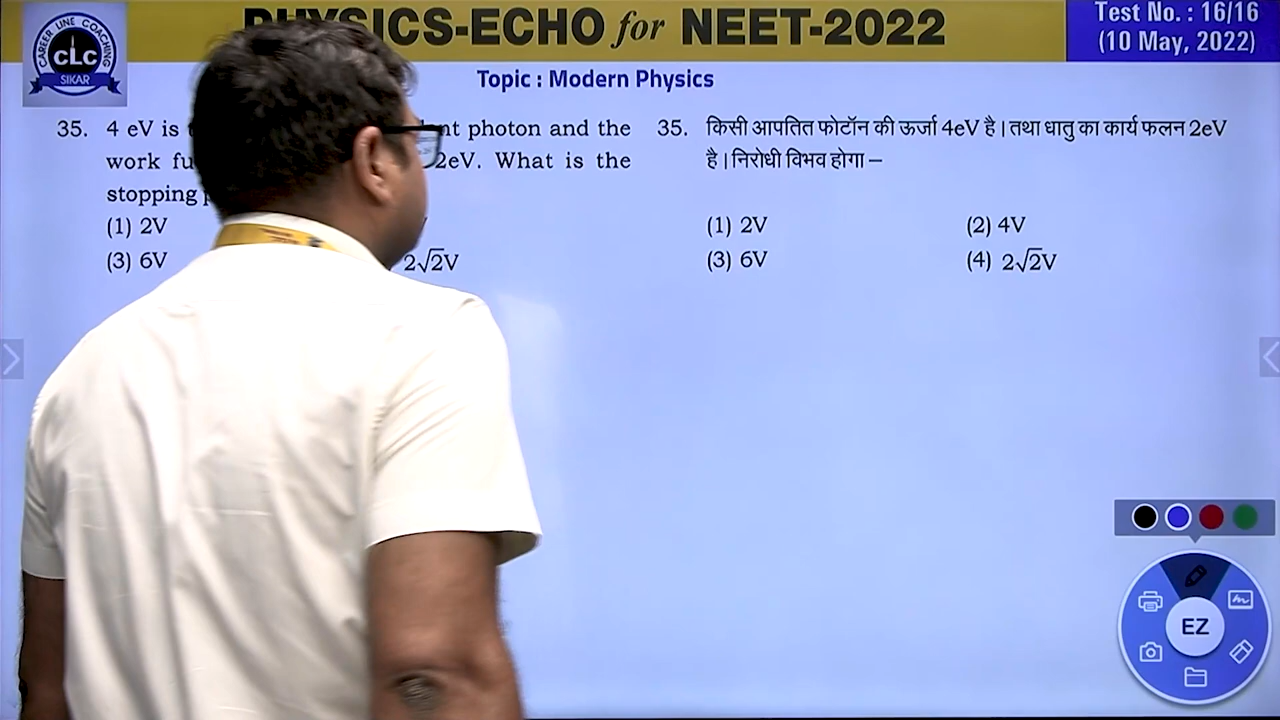 PHYSICS-ECHO for NEET-2022
Test No. : 16/16
(10 May, 2022)
CAREER LINE COACHING
CLC
SIKAR
Topic : Modern Physics
35. 4 eV is photon and the
work 2eV. What is the
stopping
(1) 2V
(3) 6V 2√2V
35. किसी आपतित फोटॉन की ऊर्जा 4eV है। तथा धातु का कार्य फलन 2eV
है। निरोधी विभव होगा –
(1) 2V (2) 4V
(3) 6V (4) 2√2V
EZ